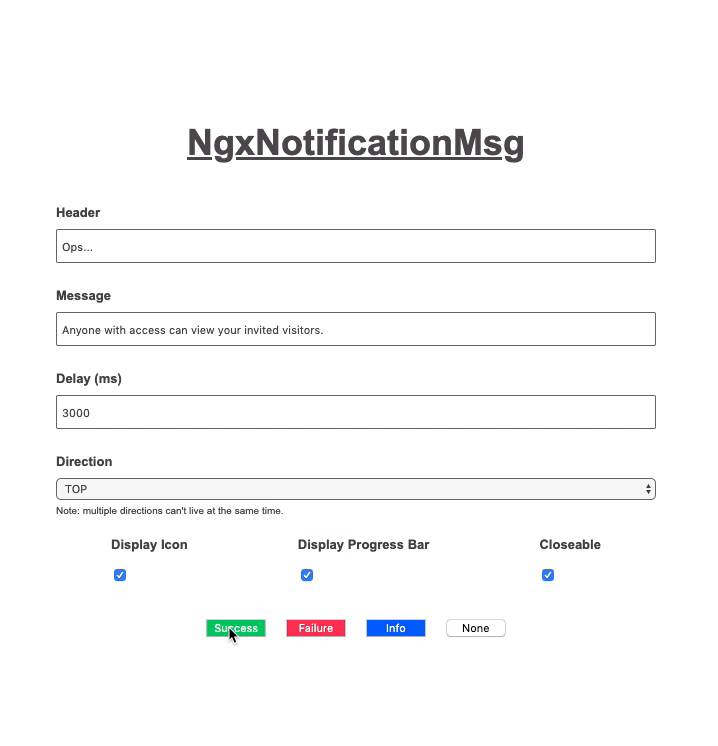 NgxNotificationMsg
Header
Ops...
Message
Anyone with access can view your invited visitors.
Delay (ms)
3000
Direction
TOP
Note: multiple directions can't live at the same time.
Display Icon Display Progress Bar Closeable
Success Failure Info None